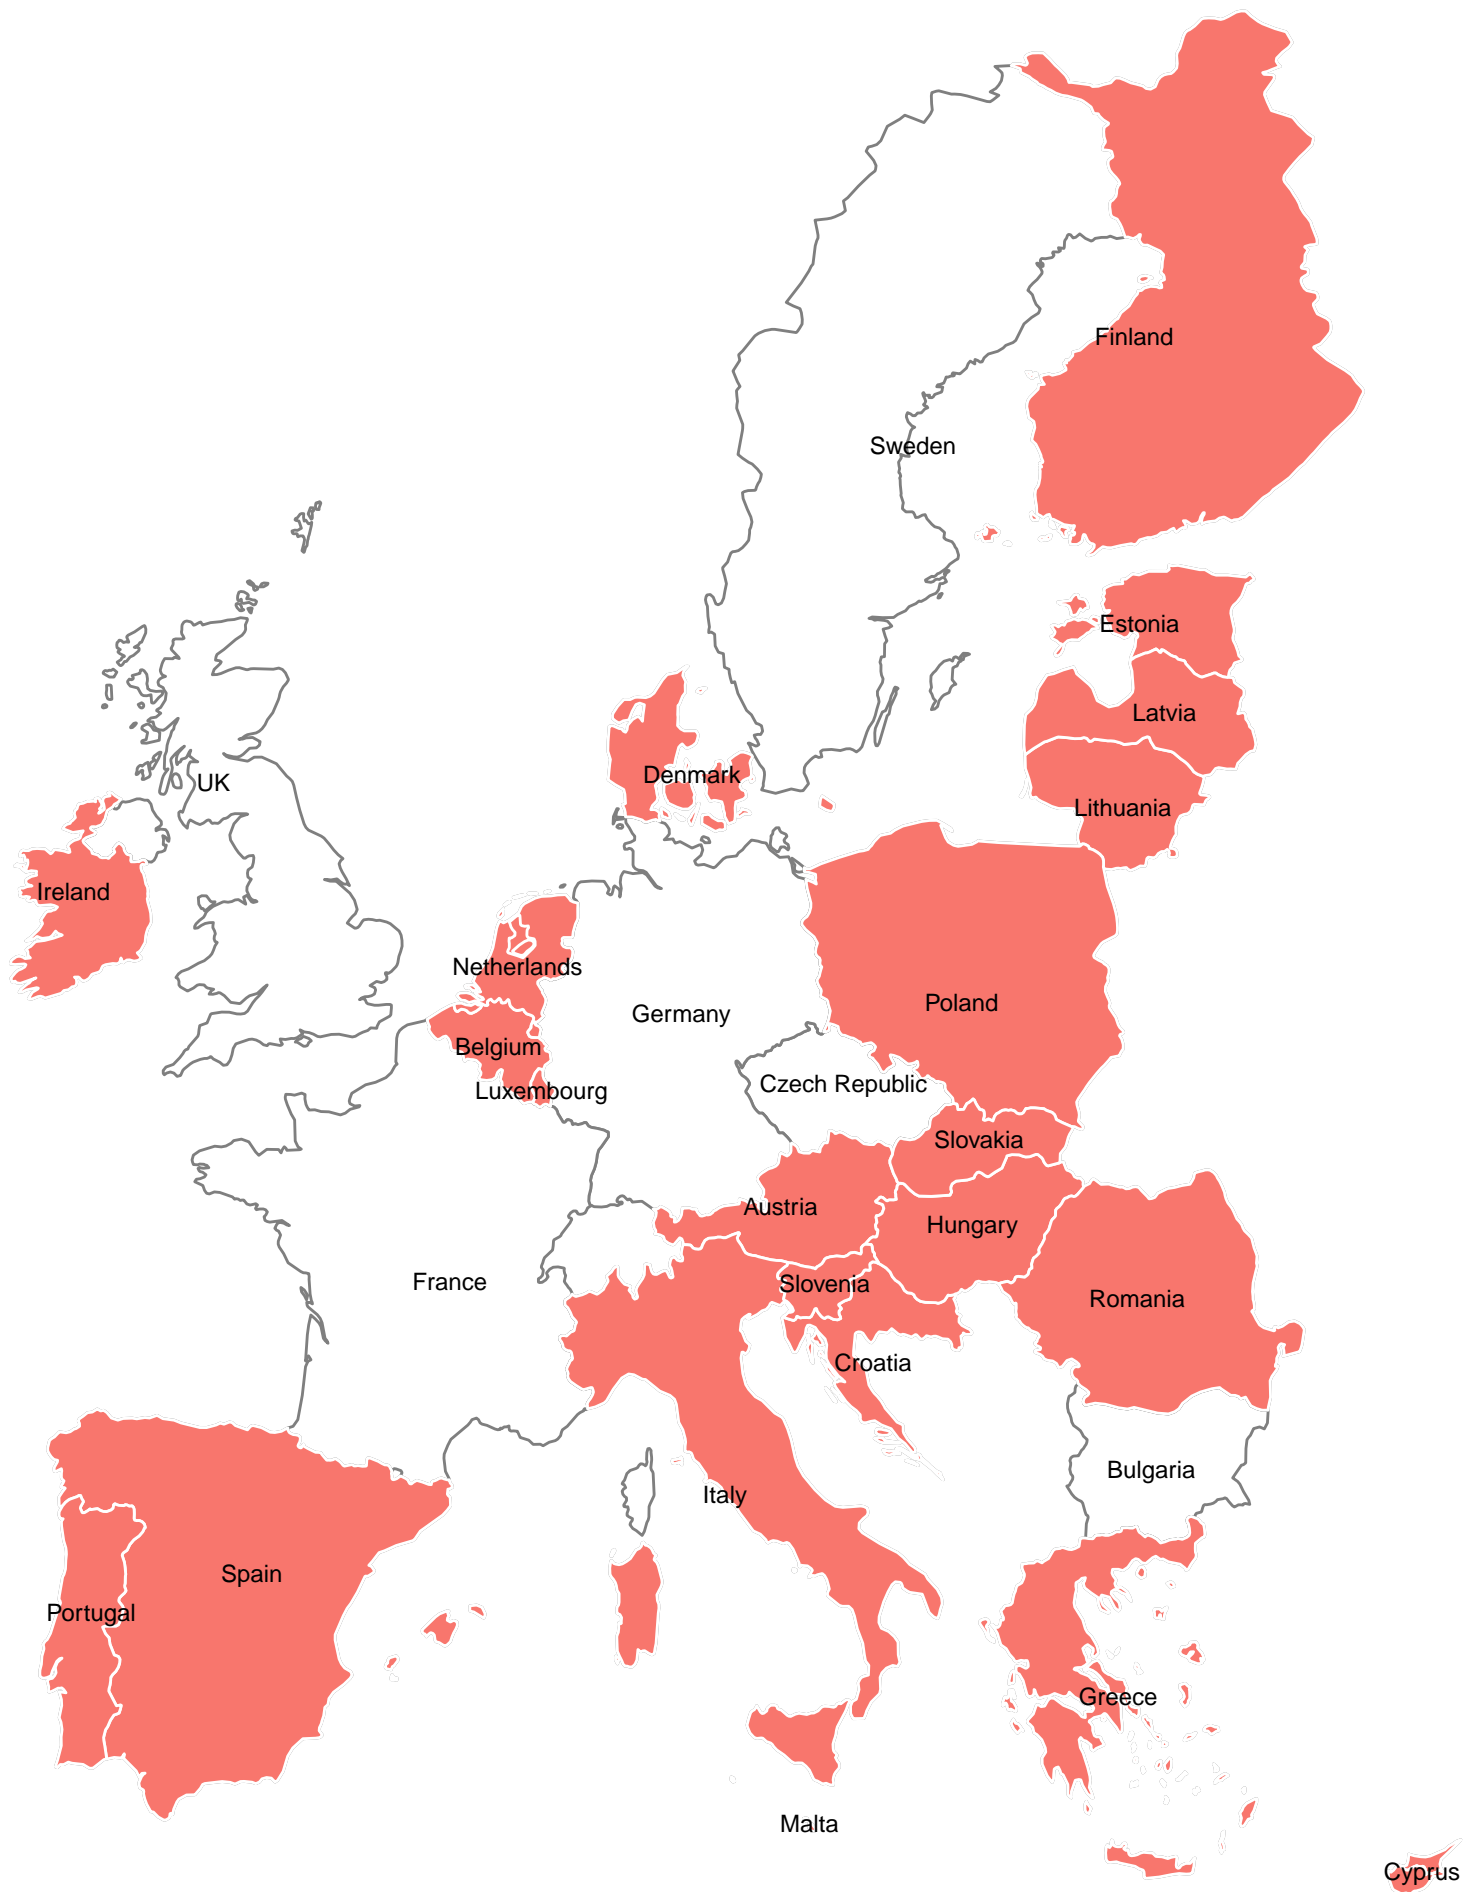 Finland
Sweden
Estonia
Latvia
Denmark
UK
Lithuania
Ireland
Netherlands
Poland
Germany
Belgium
Czech Republic
Luxembourg
Slovakia
Austria
Hungary
France
Slovenia
Romania
Croatia
Bulgaria
Italy
Spain
Portugal
Greece
Malta
Cyprus